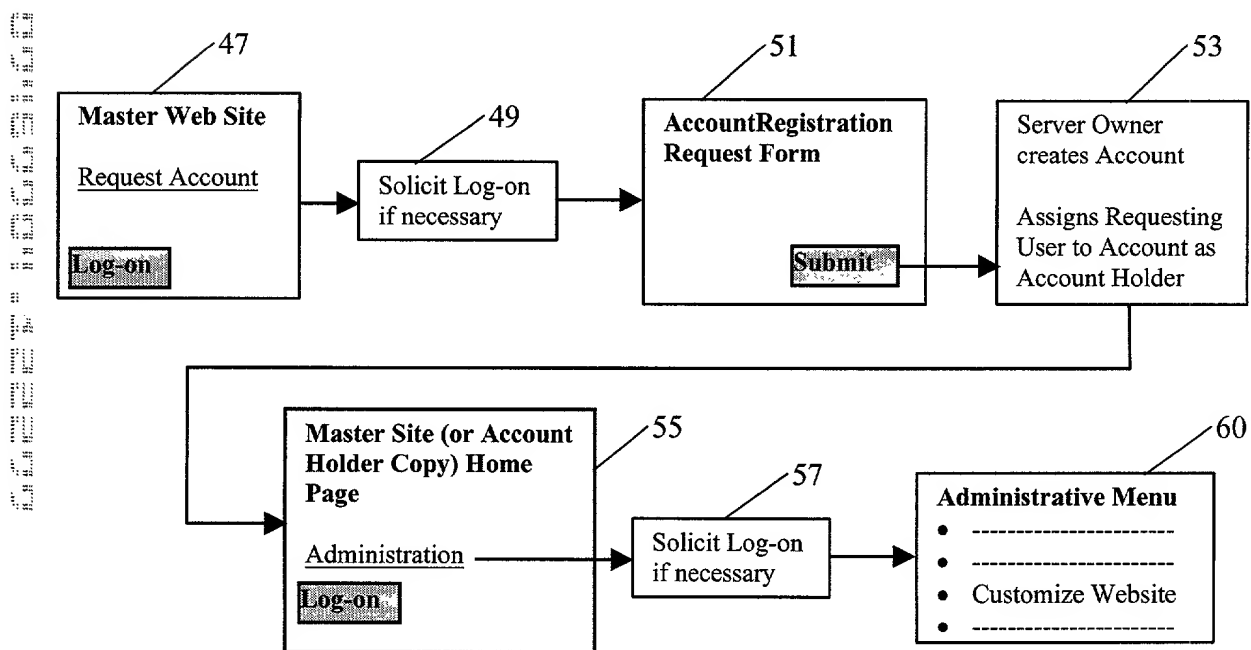 47
Master Web Site
Request Account
Log-on
49
Solicit Log-on
if necessary
51
AccountRegistration
Request Form
Submit
53
Server Owner
creates Account
Assigns Requesting
User to Account as
Account Holder
55
Master Site (or Account
Holder Copy) Home
Page
Administration
Log-on
57
Solicit Log-on
if necessary
60
Administrative Menu
• --------------------
• --------------------
• Customize Website
• --------------------